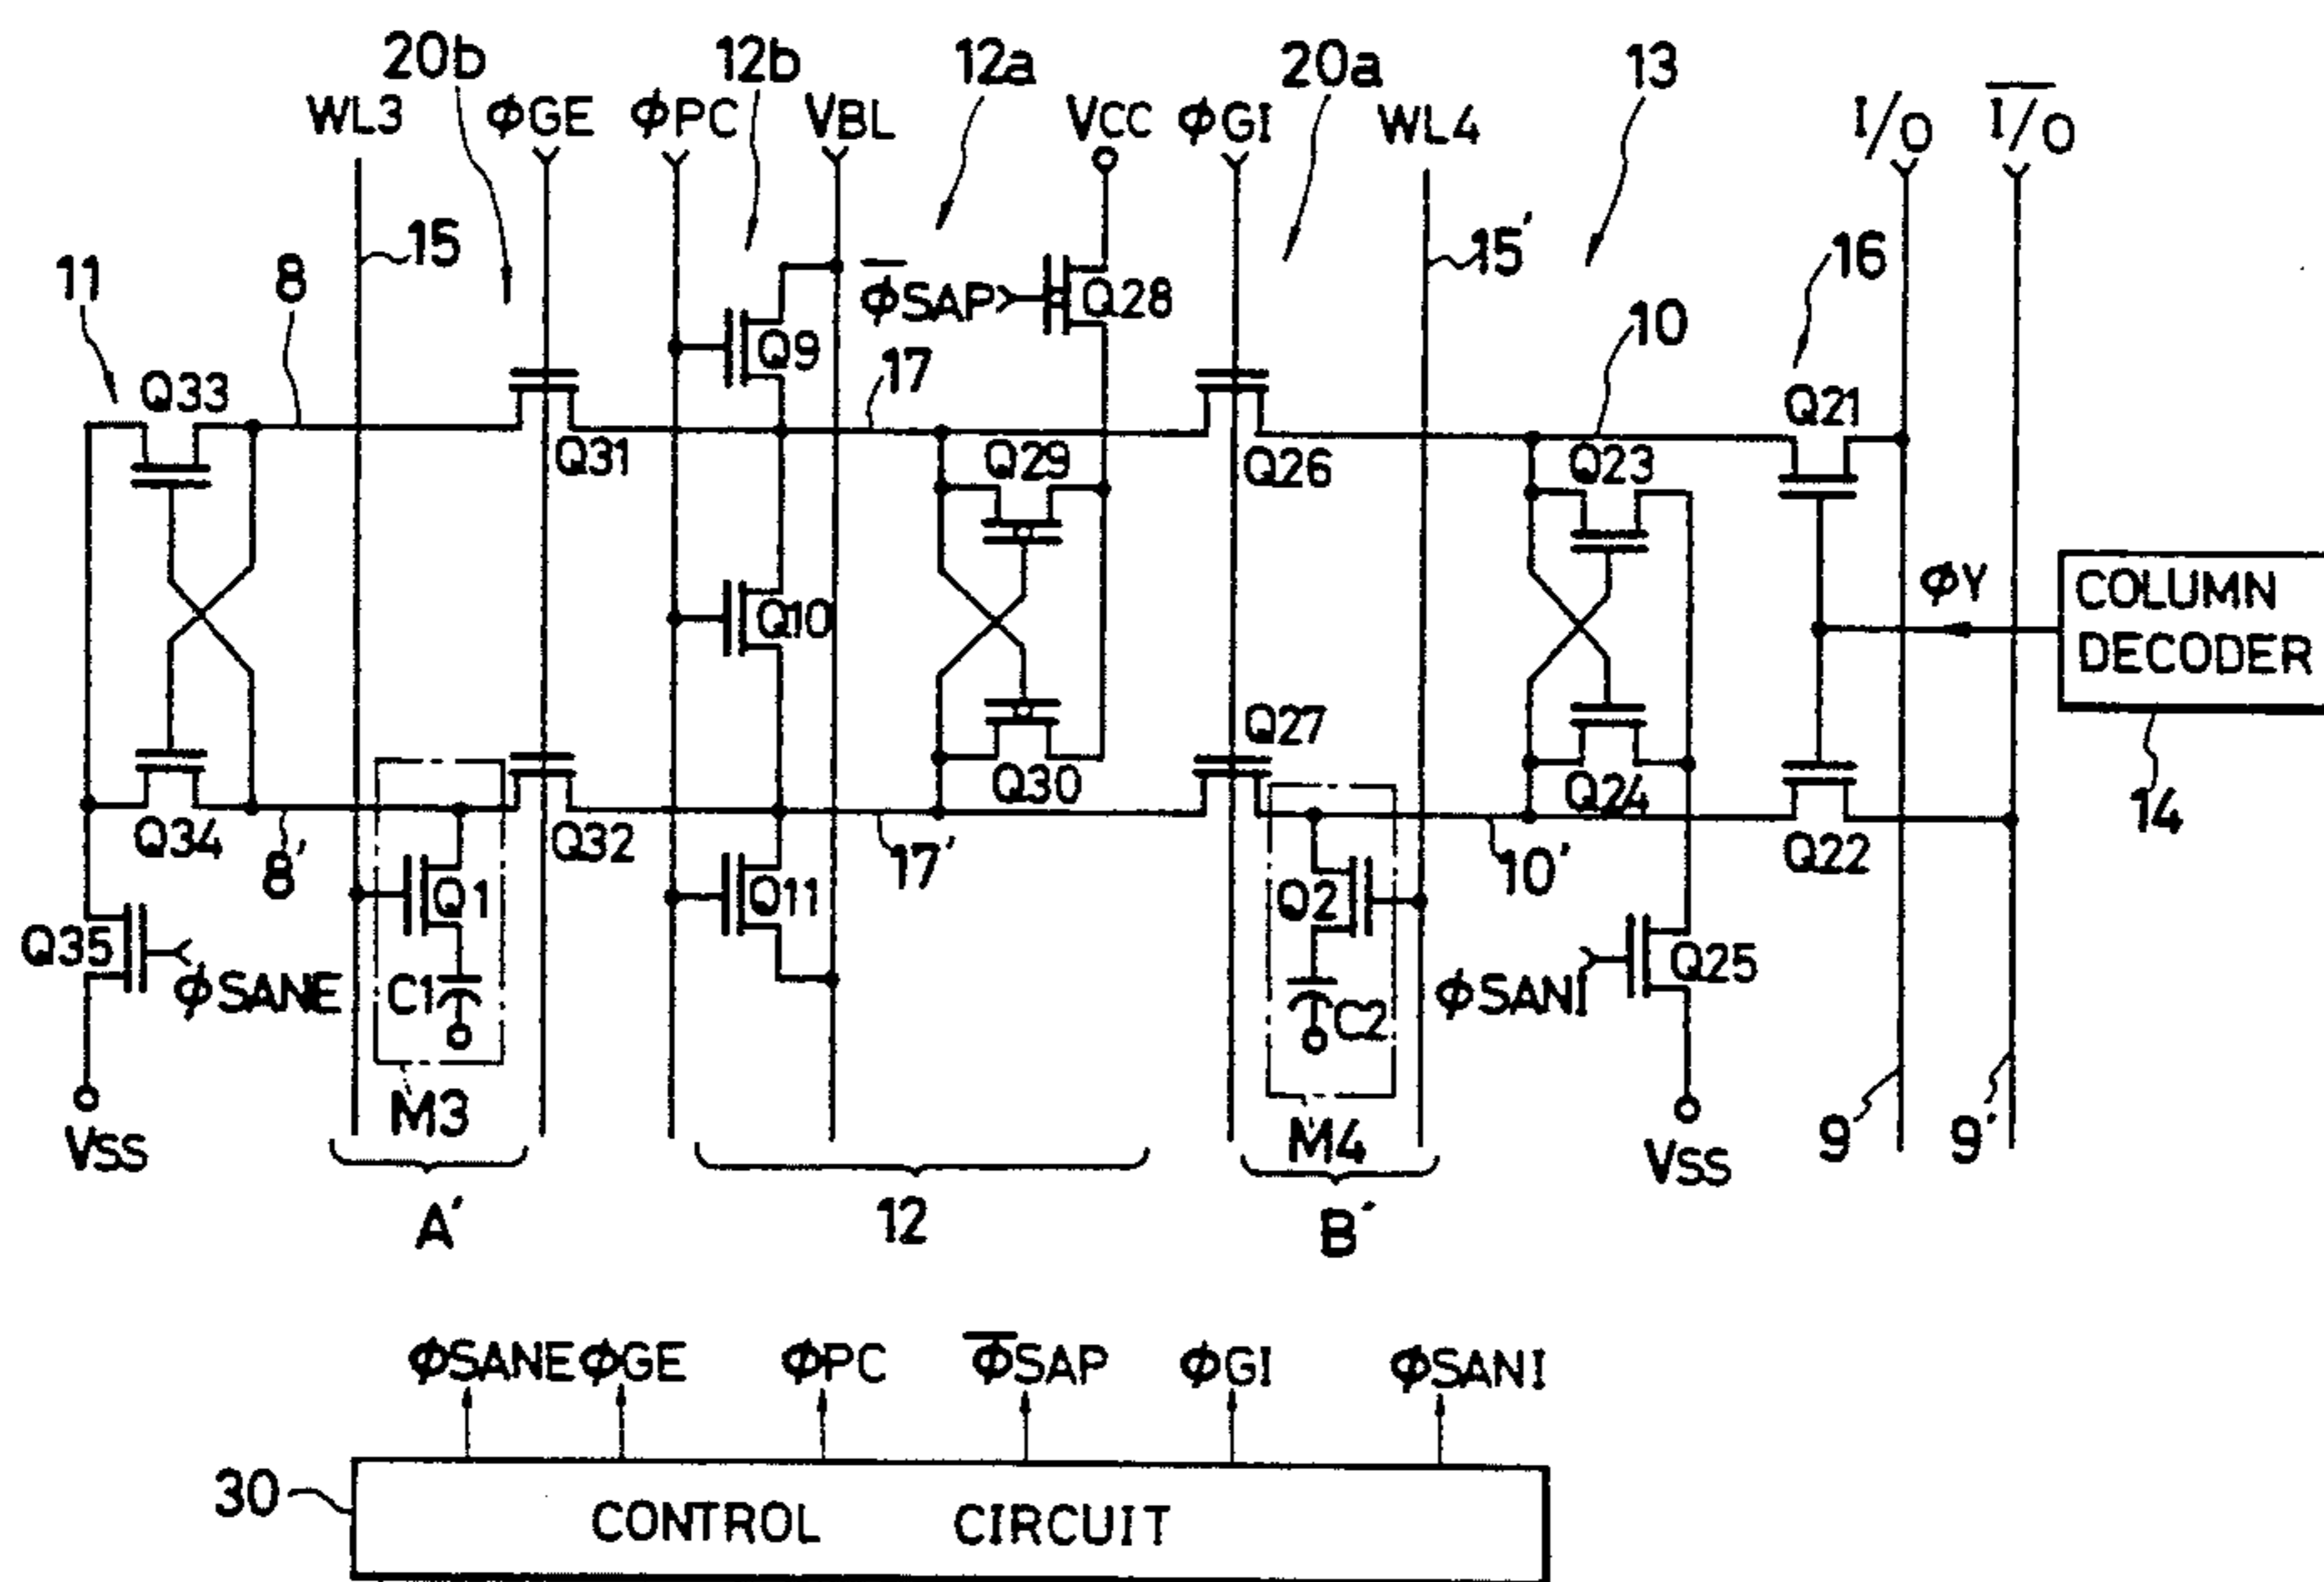 20b 12b 12a 20a 13
WL3 φGE φPC VBL VCC φGI WL4 I/O I/O
11 8 15 φSAP Q28 15' 10 16
Q33 Q31 Q9 17 Q29 Q26 Q23 Q21
Q10 φY COLUMN
DECODER
Q34 8' Q32 17' Q30 Q27 Q24 10' Q22 14
Q35 φSANE Q1 C1 Q11 Q2 C2 φSANI Q25
VSS M3 M4 VSS 9 9'
A' 12 B'
φSANE φGE φPC φSAP φGI φSANI
30 CONTROL CIRCUIT